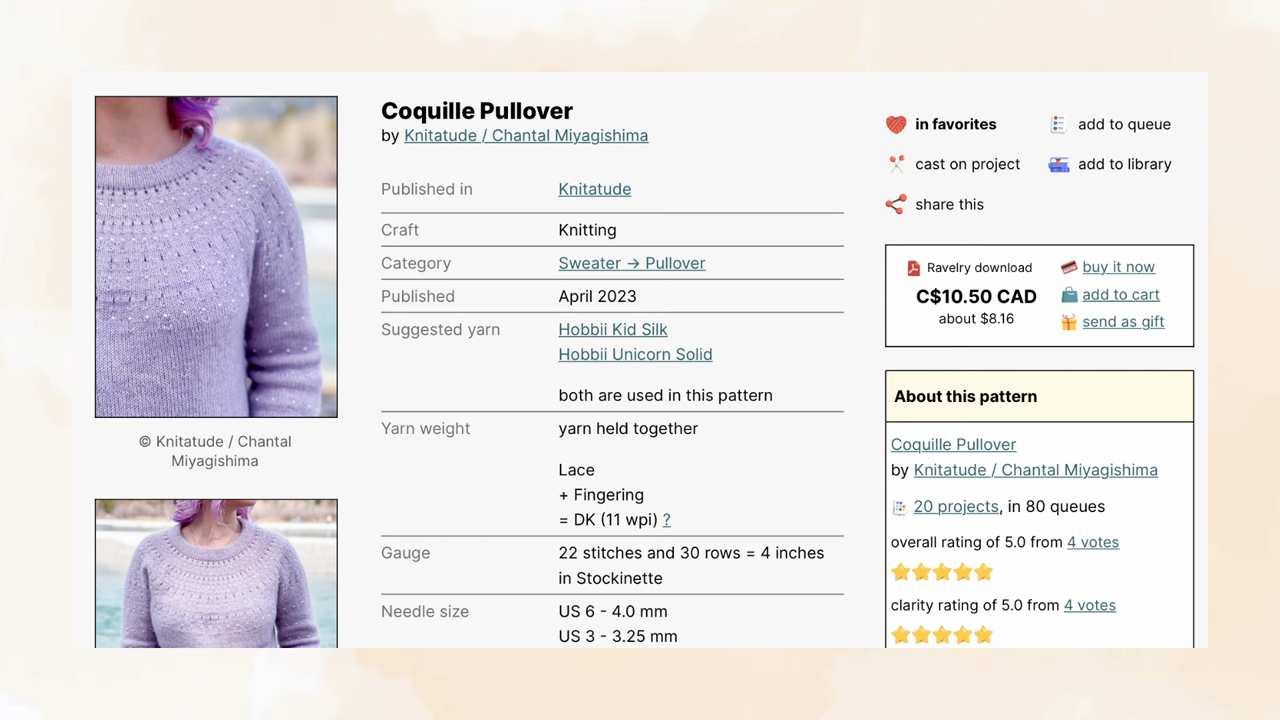 Coquille Pullover
by Knitatude / Chantal Miyagishima
Published in Knitatude
Craft Knitting
Category Sweater → Pullover
Published April 2023
Suggested yarn Hobbii Kid Silk
Hobbii Unicorn Solid
both are used in this pattern
Yarn weight yarn held together
Lace
+ Fingering
= DK (11 wpi) ?
Gauge 22 stitches and 30 rows = 4 inches
in Stockinette
Needle size US 6 - 4.0 mm
US 3 - 3.25 mm
© Knitatude / Chantal
Miyagishima
in favorites add to queue
cast on project add to library
share this
Ravelry download buy it now
C$10.50 CAD add to cart
about $8.16 send as gift
About this pattern
Coquille Pullover
by Knitatude / Chantal Miyagishima
20 projects, in 80 queues
overall rating of 5.0 from 4 votes
clarity rating of 5.0 from 4 votes